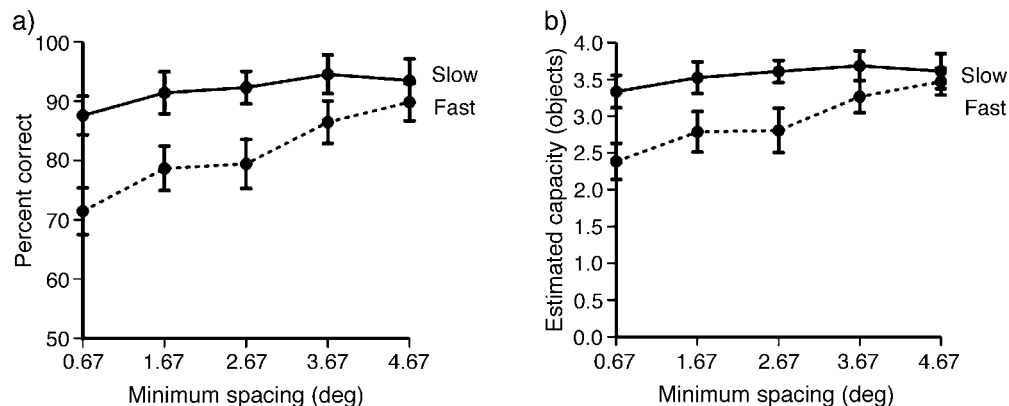 a)
Percent correct
100
90
80
70
60
50
0.67 1.67 2.67 3.67 4.67
Minimum spacing (deg)
Slow
Fast
b)
Estimated capacity (objects)
4.0
3.5
3.0
2.5
2.0
1.5
1.0
0.5
0.0
0.67 1.67 2.67 3.67 4.67
Minimum spacing (deg)
Slow
Fast